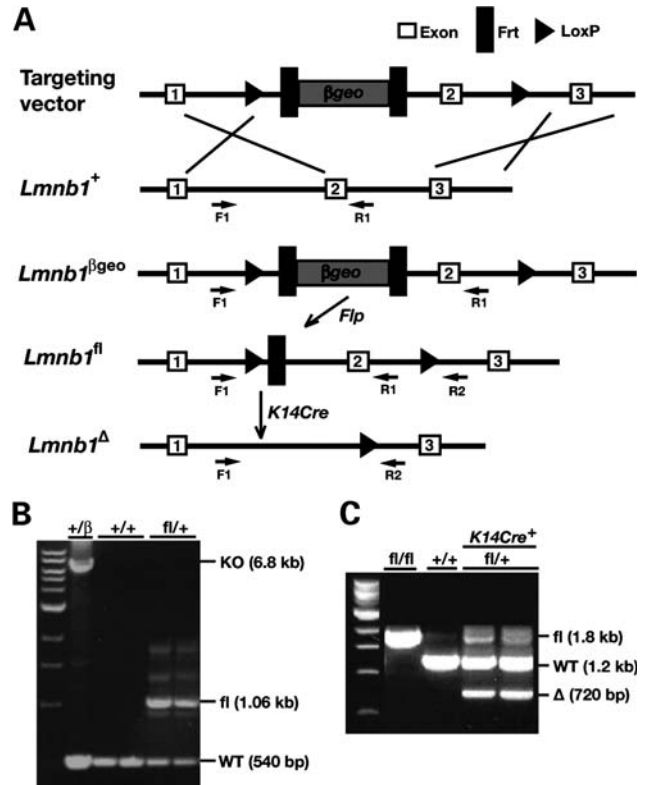 A
Exon Frt LoxP
Targeting vector
1 βgeo 2 3
Lmnb1+
1 2 3
F1 R1
Lmnb1βgeo
1 βgeo 2 3
F1 R1
Flp
Lmnb1fl
1 2 3
F1 R1 R2
K14Cre
Lmnb1Δ
1 3
F1 R2
B
+/β +/+ fl/+
KO (6.8 kb)
fl (1.06 kb)
WT (540 bp)
C
K14Cre+
fl/fl +/+ fl/+
fl (1.8 kb)
WT (1.2 kb)
Δ (720 bp)